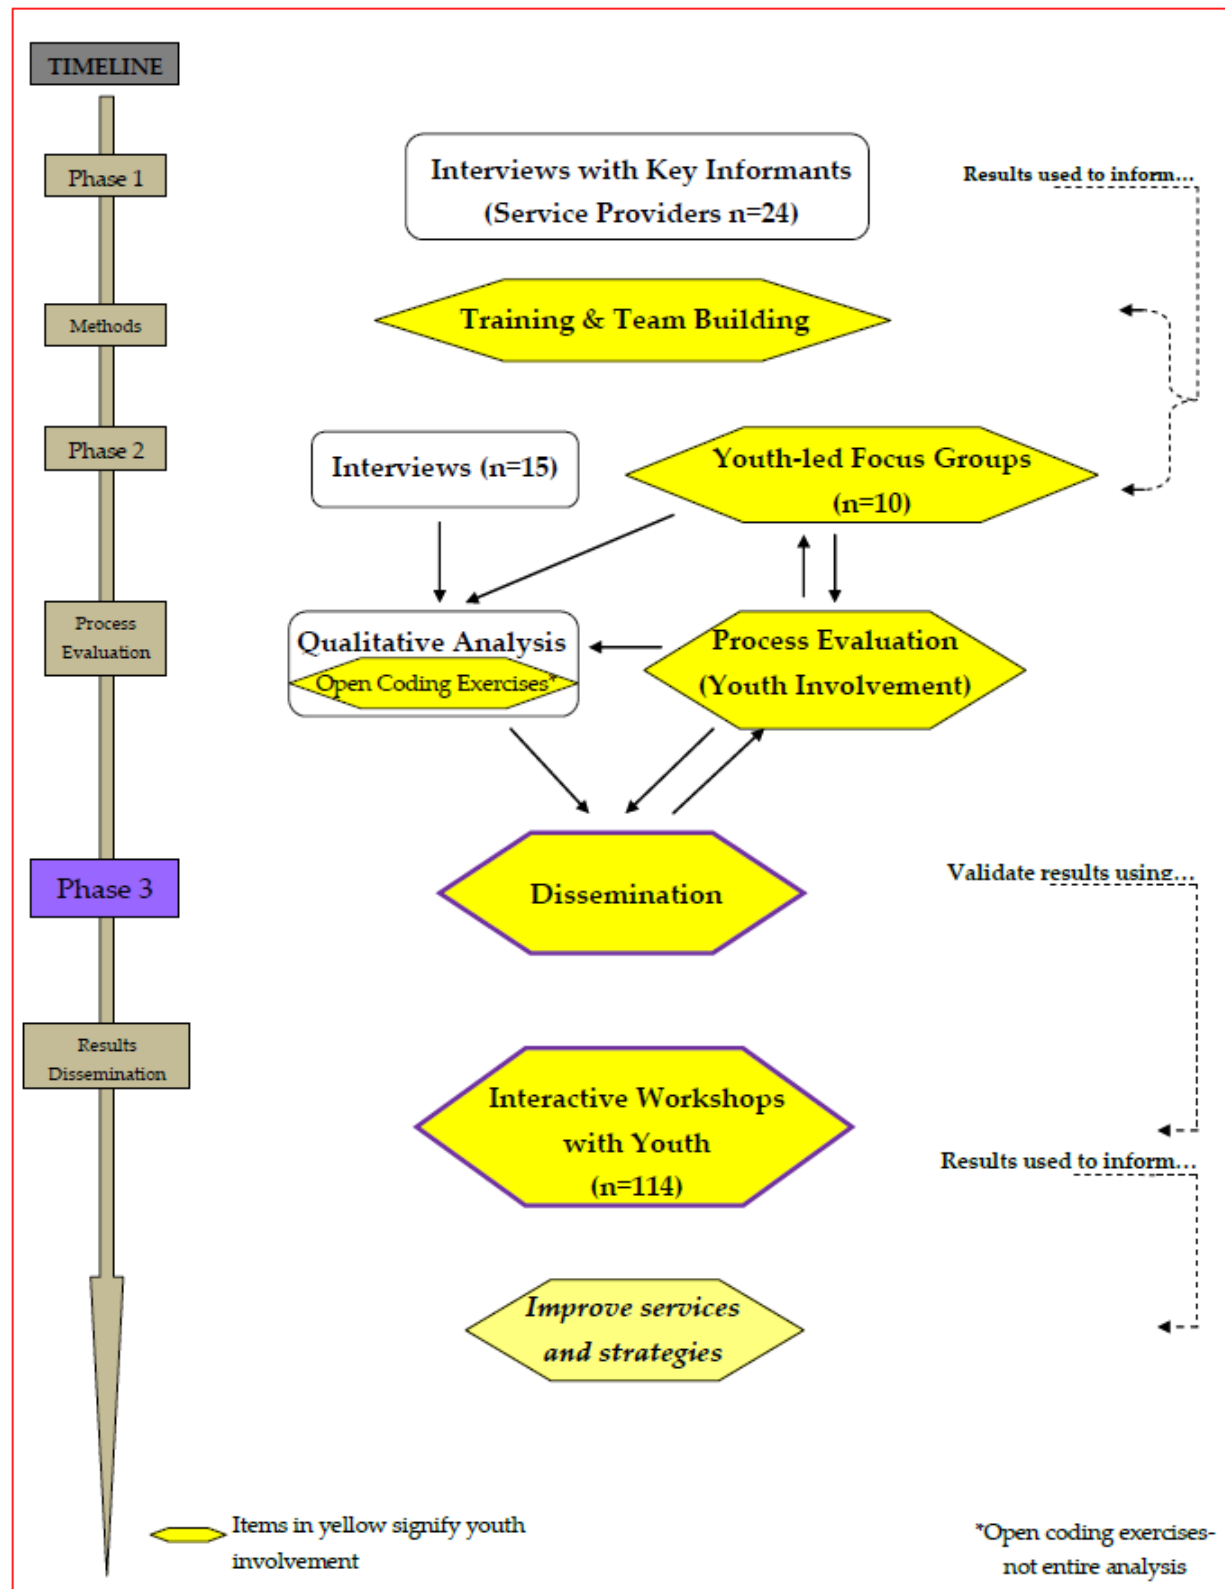 TIMELINE
Phase 1
Interviews with Key Informants
(Service Providers n=24)
Results used to inform...
Methods
Training & Team Building
Phase 2
Interviews (n=15)
Youth-led Focus Groups
(n=10)
Process
Evaluation
Qualitative Analysis
Open Coding Exercises*
Process Evaluation
(Youth Involvement)
Phase 3
Dissemination
Validate results using...
Results
Dissemination
Interactive Workshops
with Youth
(n=114)
Results used to inform...
Improve services
and strategies
Items in yellow signify youth
involvement
*Open coding exercises-
not entire analysis